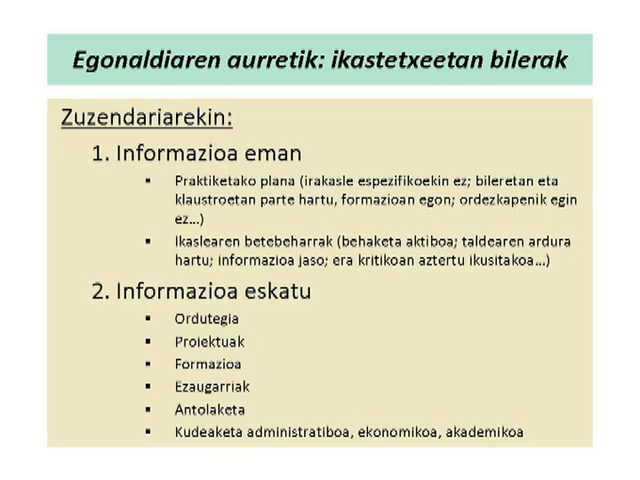 Egonaldiaren aurretik: ikastetxeetan bilerak
Zuzendariarekin:
1. Informazioa eman
▪ Praktiketako plana (irakasle espezifikoekin ez; bileretan eta
klaustroetan parte hartu, formazioan egon; ordezkapenik egin
ez...)
▪ Ikaslearen betebeharrak (behaketa aktiboa; taldearen ardura
hartu; informazioa jaso; era kritikoan aztertu ikusitakoa...)
2. Informazioa eskatu
▪ Ordutegia
▪ Proiektuak
▪ Formazioa
▪ Ezaugarriak
▪ Antolaketa
▪ Kudeaketa administratiboa, ekonomikoa, akademikoa